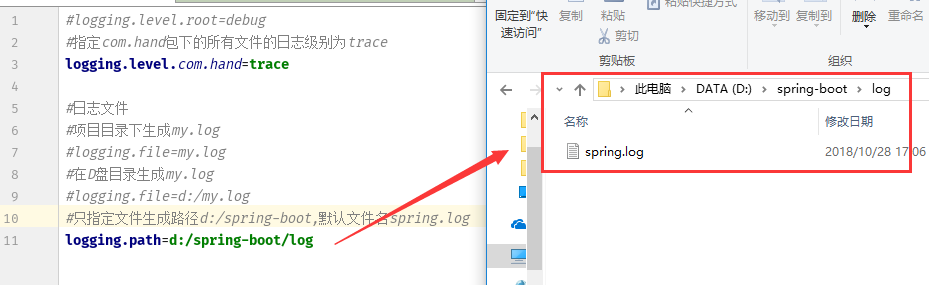 1 #logging.level.root=debug
2 #指定com.hand包下的所有文件的日志级别为trace
3 logging.level.com.hand=trace
4
5 #日志文件
6 #项目目录下生成my.log
7 #logging.file=my.log
8 #在D盘目录生成my.log
9 #logging.file=d:/my.log
10 #只指定文件生成路径d:/spring-boot,默认文件名spring.log
11 logging.path=d:/spring-boot/log
固定到“快速访问”
复制
粘贴
粘贴快捷方式
剪切
剪贴板
移动到 复制到 删除 重命名
组织
此电脑 DATA (D:) spring-boot log
名称 修改日期
spring.log 2018/10/28 17:06